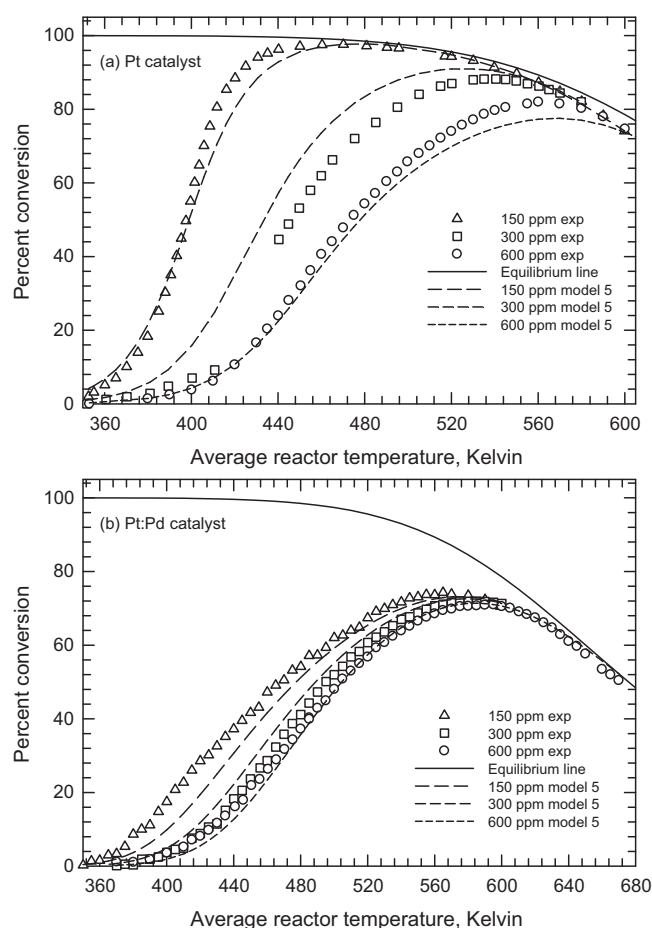 100
(a) Pt catalyst
80
60
40
20
0
Percent conversion
150 ppm exp
300 ppm exp
600 ppm exp
Equilibrium line
150 ppm model 5
300 ppm model 5
600 ppm model 5
360 400 440 480 520 560 600
Average reactor temperature, Kelvin
100
(b) Pt:Pd catalyst
80
60
40
20
0
Percent conversion
150 ppm exp
300 ppm exp
600 ppm exp
Equilibrium line
150 ppm model 5
300 ppm model 5
600 ppm model 5
360 400 440 480 520 560 600 640 680
Average reactor temperature, Kelvin